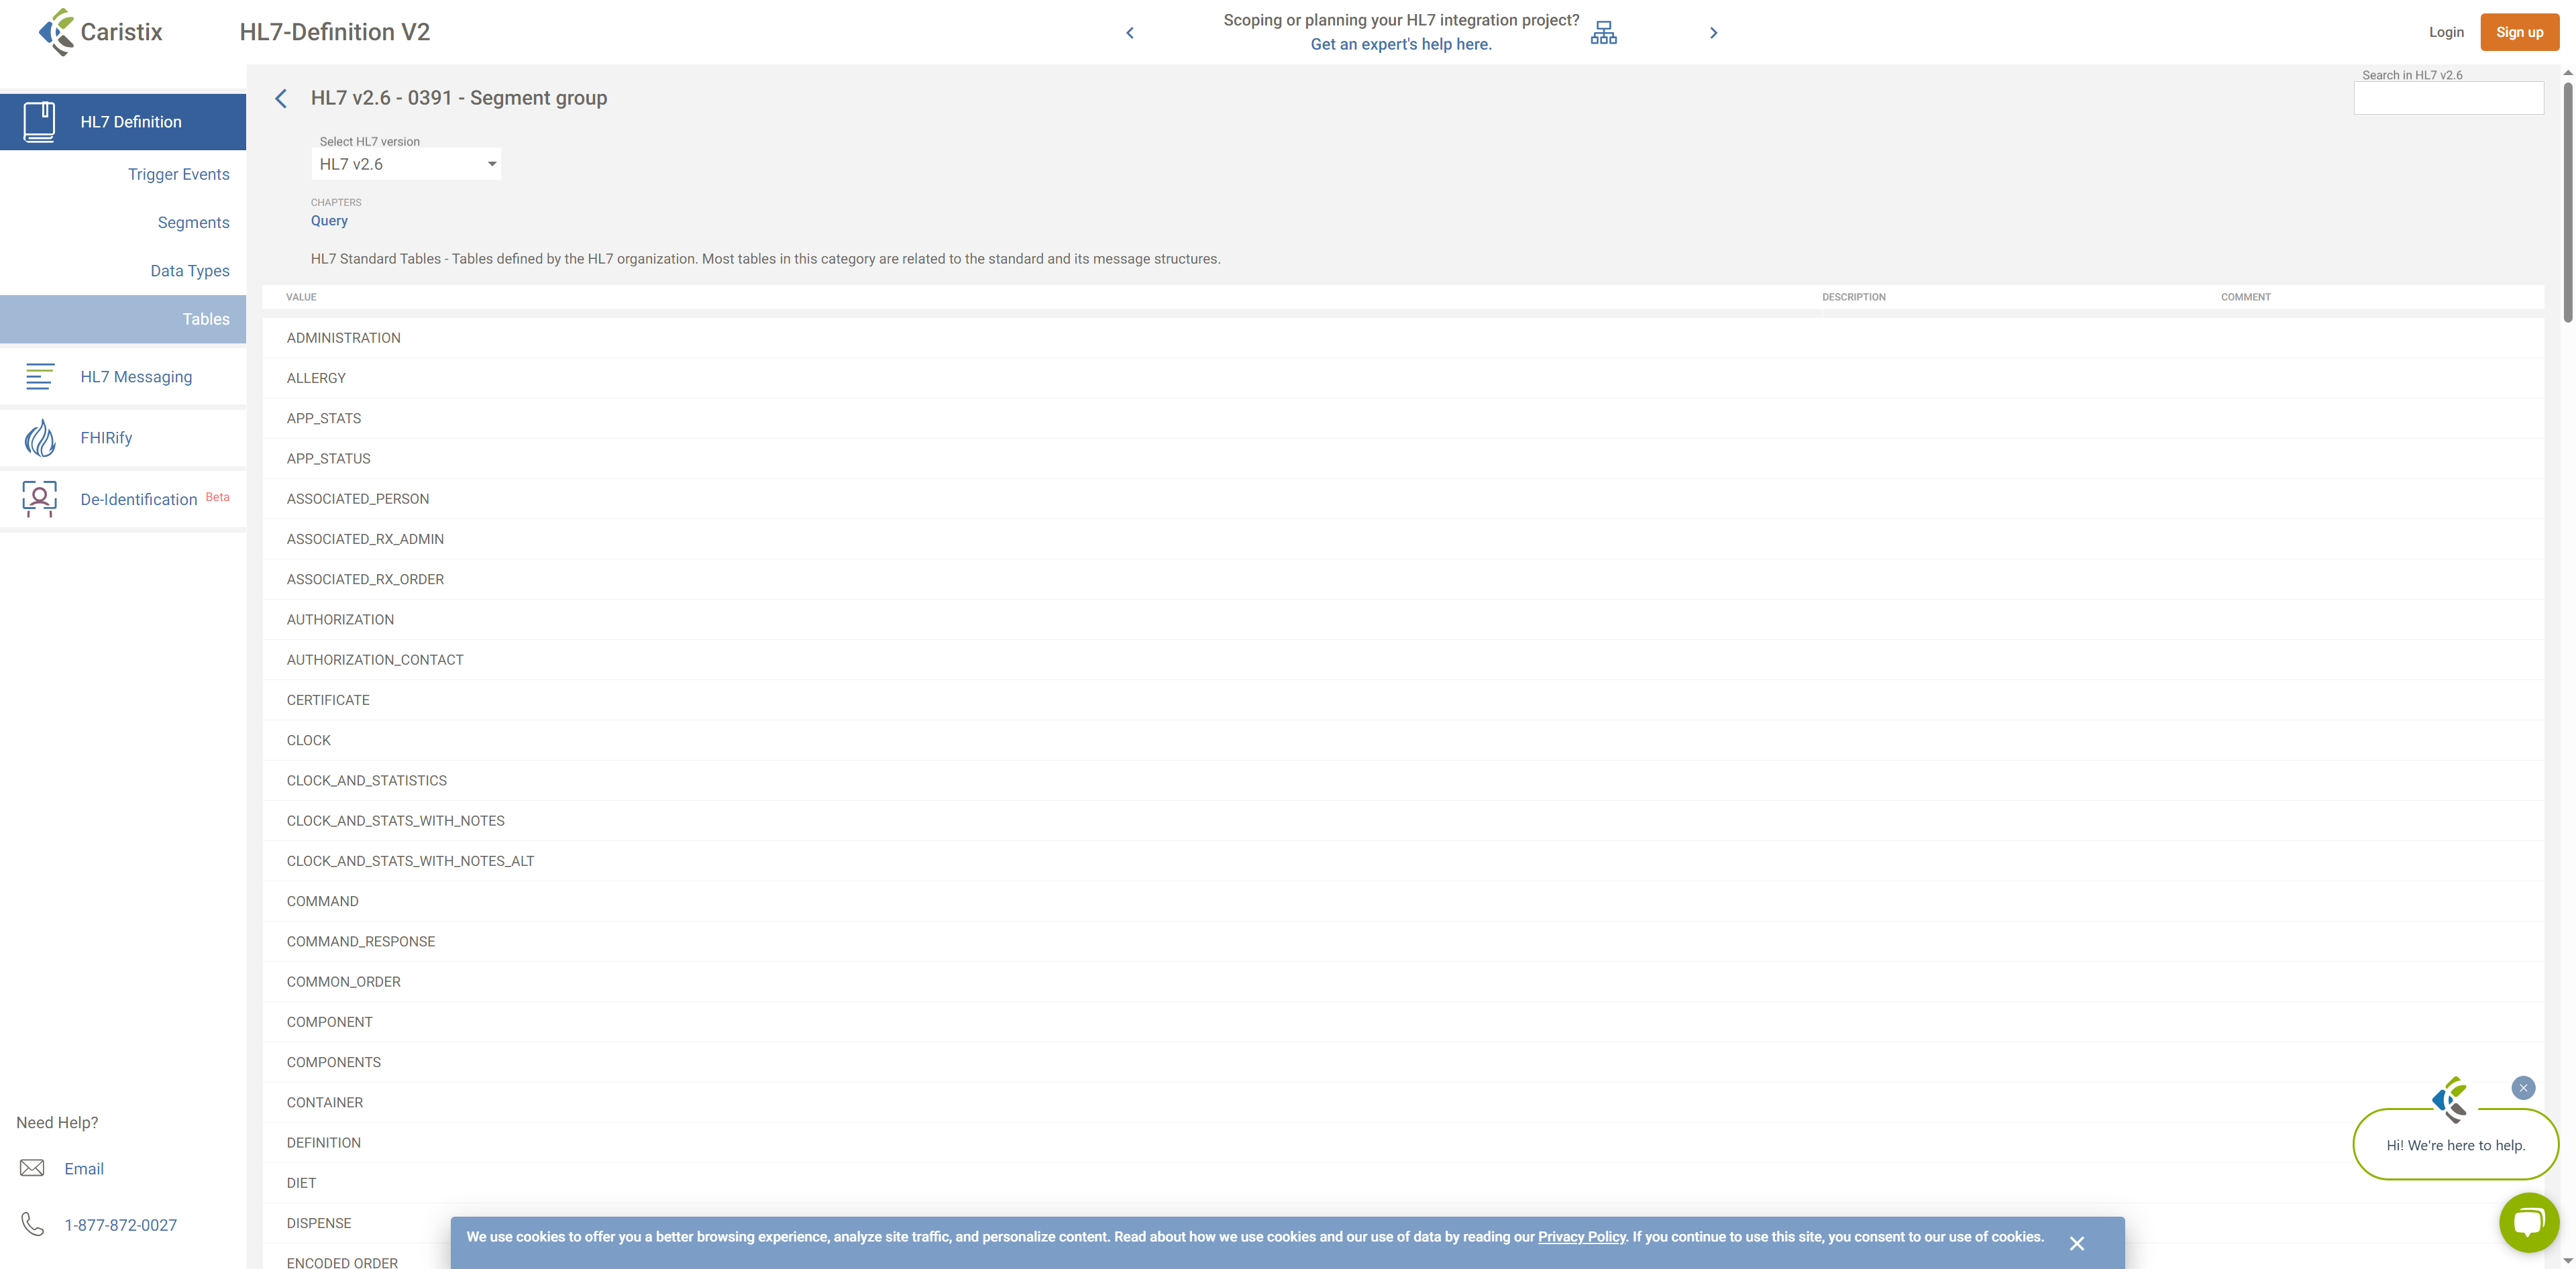 Caristix
HL7-Definition V2
Scoping or planning your HL7 integration project?
Get an expert's help here.
Login
Sign up
HL7 Definition
Trigger Events
Segments
Data Types
Tables
HL7 Messaging
FHIRify
De-Identification Beta
Need Help?
Email
1-877-872-0027
HL7 v2.6 - 0391 - Segment group
Search in HL7 v2.6
Select HL7 version
HL7 v2.6
CHAPTERS
Query
HL7 Standard Tables - Tables defined by the HL7 organization. Most tables in this category are related to the standard and its message structures.
VALUE DESCRIPTION COMMENT
ADMINISTRATION
ALLERGY
APP_STATS
APP_STATUS
ASSOCIATED_PERSON
ASSOCIATED_RX_ADMIN
ASSOCIATED_RX_ORDER
AUTHORIZATION
AUTHORIZATION_CONTACT
CERTIFICATE
CLOCK
CLOCK_AND_STATISTICS
CLOCK_AND_STATS_WITH_NOTES
CLOCK_AND_STATS_WITH_NOTES_ALT
COMMAND
COMMAND_RESPONSE
COMMON_ORDER
COMPONENT
COMPONENTS
CONTAINER
DEFINITION
DIET
DISPENSE
ENCODED ORDER
Hi! We're here to help.
We use cookies to offer you a better browsing experience, analyze site traffic, and personalize content. Read about how we use cookies and our use of data by reading our Privacy Policy. If you continue to use this site, you consent to our use of cookies.